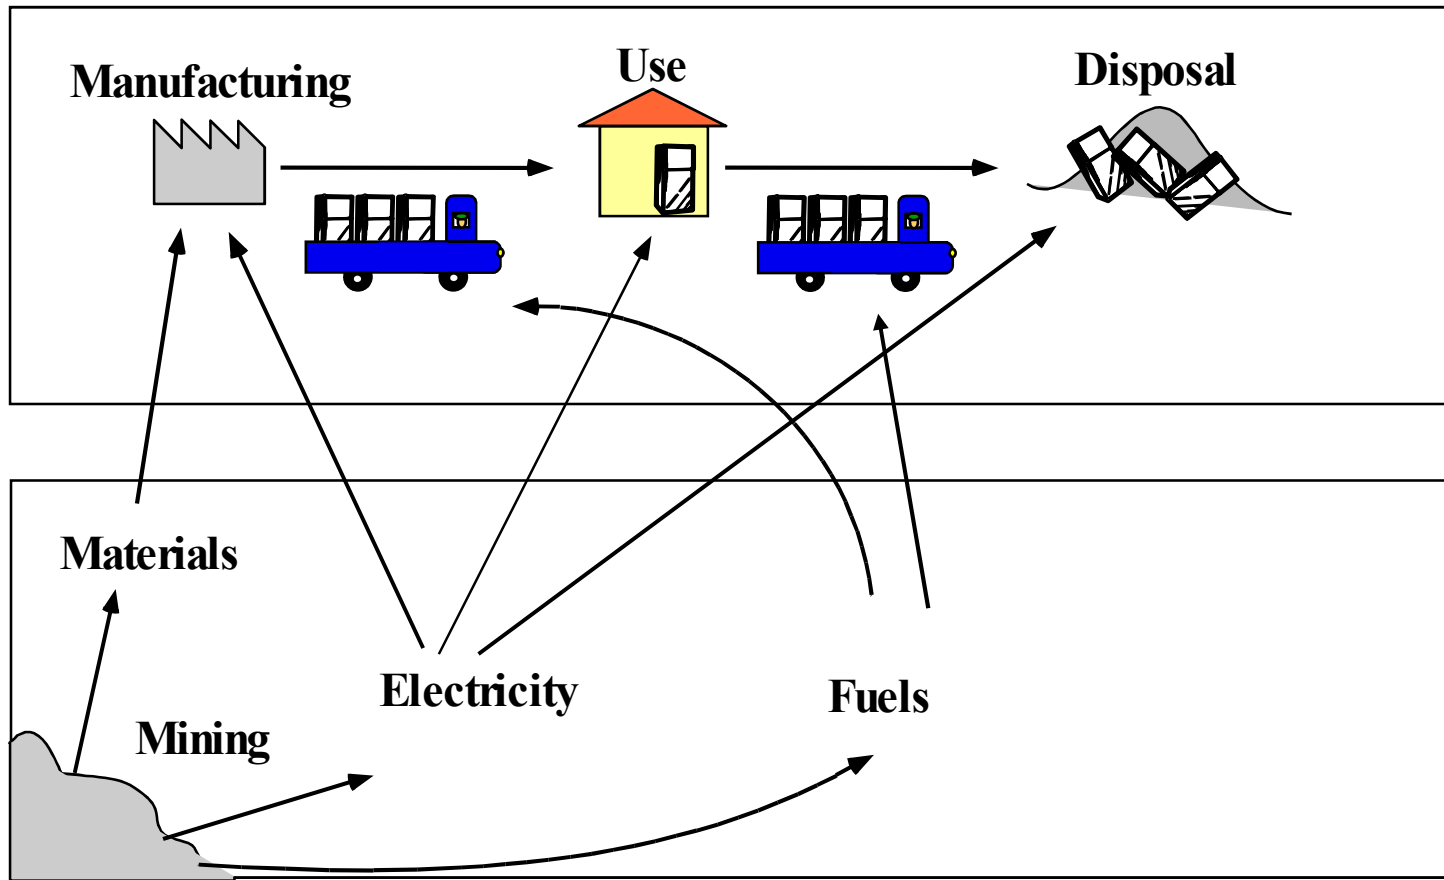 Manufacturing
Use
Disposal
Materials
Electricity
Fuels
Mining